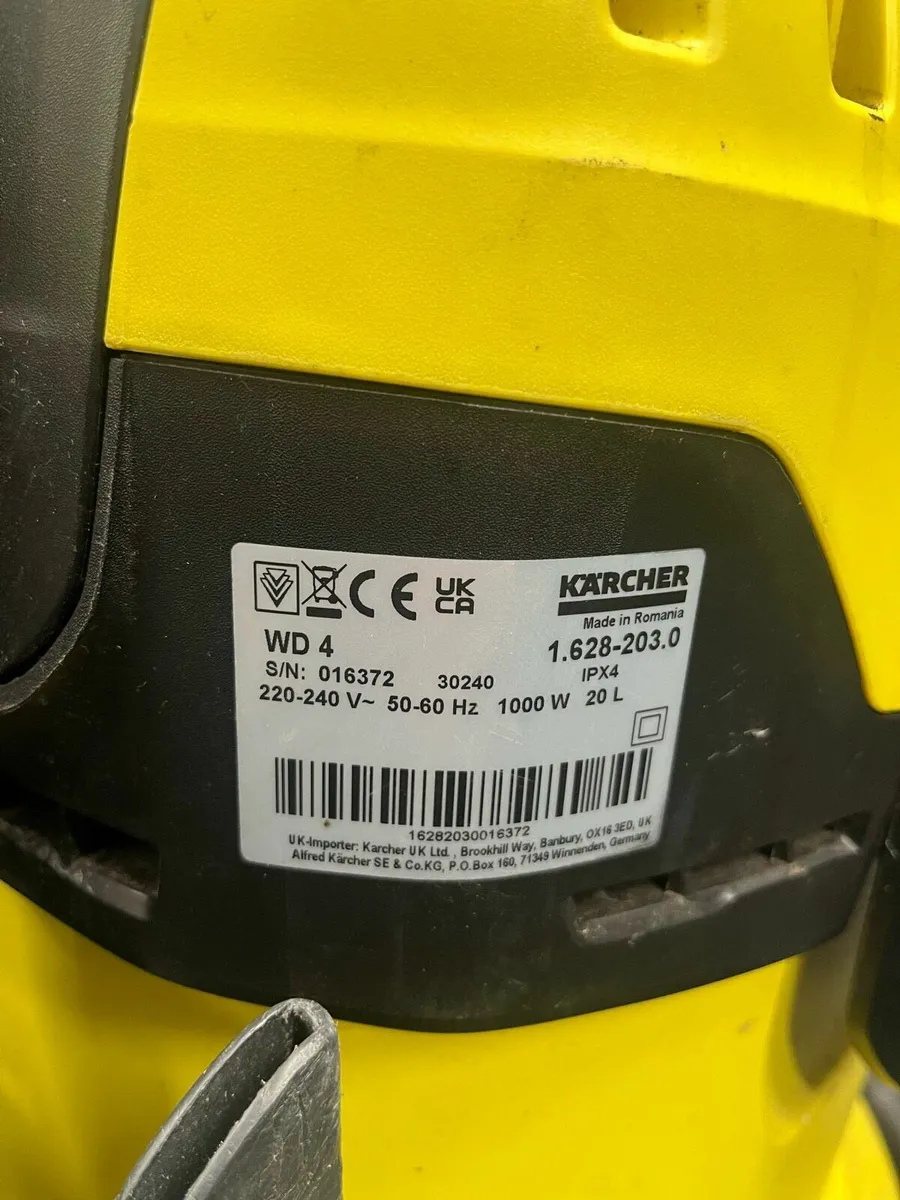 CE UK CA
KÄRCHER
Made in Romania
WD 4
1.628-203.0
S/N: 016372 30240 IPX4
220-240 V~ 50-60 Hz 1000 W 20 L
16282030016372
UK-Importer: Karcher UK Ltd., Brookhill Way, Banbury, OX16 3ED, UK
Alfred Kärcher SE & Co.KG, P.O.Box 160, 71349 Winnenden, Germany